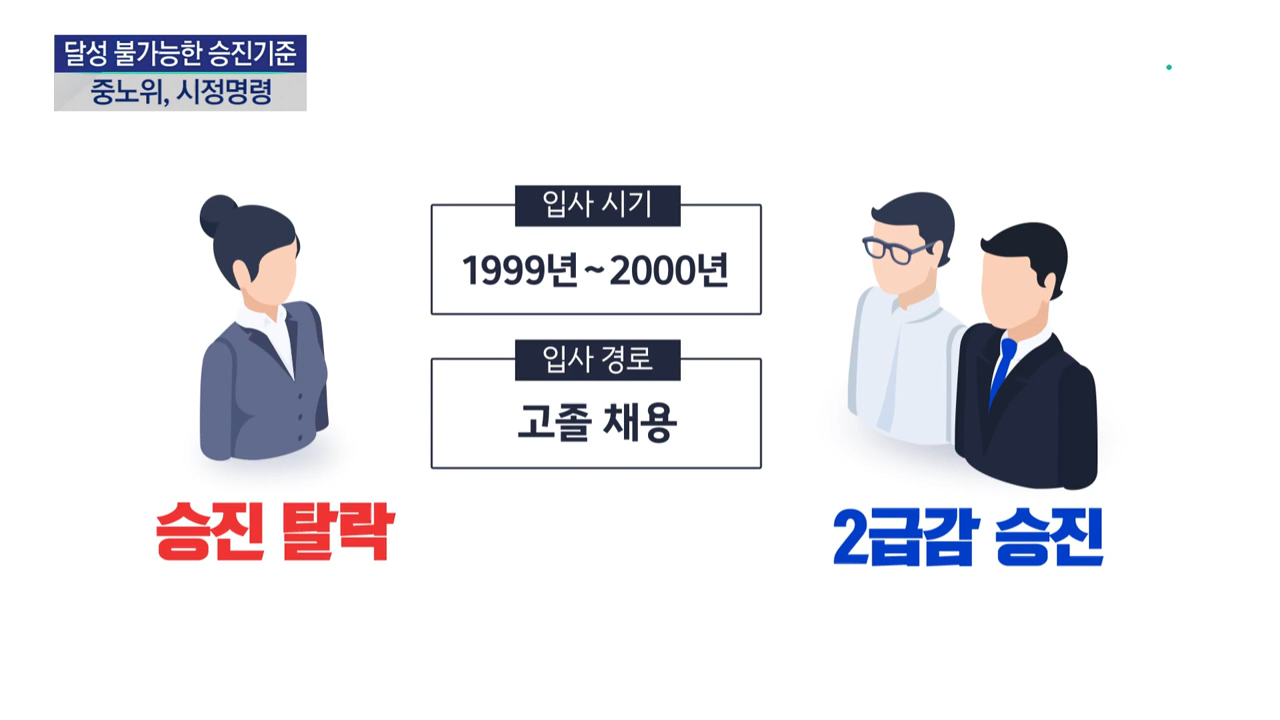 달성 불가능한 승진기준
중노위, 시정명령
입사 시기
1999년~2000년
입사 경로
고졸 채용
승진 탈락
2급갑 승진